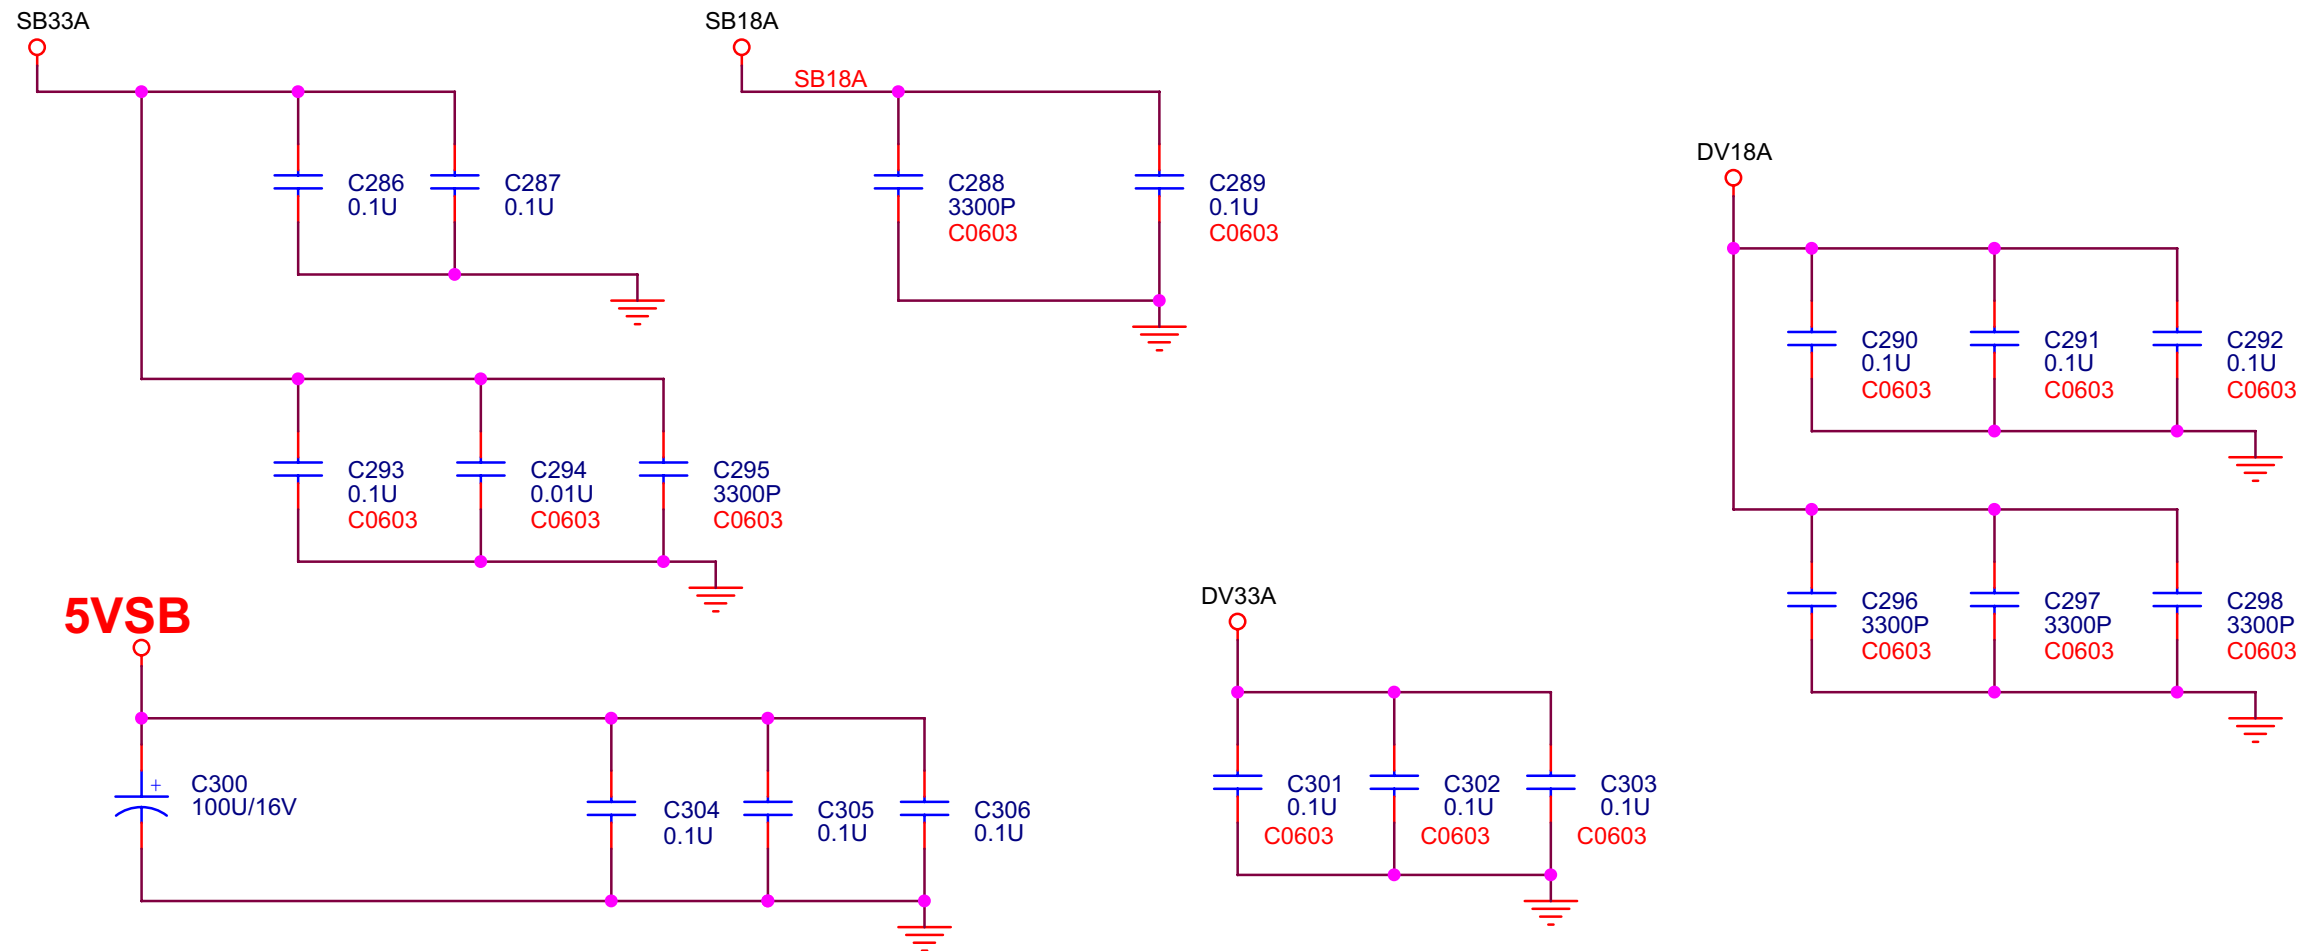 SB33A
SB18A
SB18A
DV18A
C286
0.1U
C287
0.1U
C288
3300P
C0603
C289
0.1U
C0603
C290
0.1U
C0603
C291
0.1U
C0603
C292
0.1U
C0603
C293
0.1U
C0603
C294
0.01U
C0603
C295
3300P
C0603
5VSB
DV33A
C296
3300P
C0603
C297
3300P
C0603
C298
3300P
C0603
+
C300
100U/16V
C304
0.1U
C305
0.1U
C306
0.1U
C301
0.1U
C0603
C302
0.1U
C0603
C303
0.1U
C0603